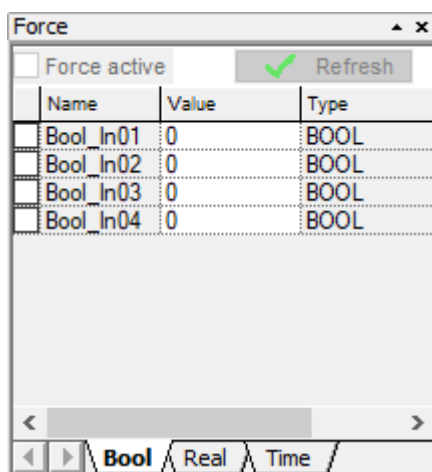 Force
Force active Refresh
Name Value Type
Bool_In01 0 BOOL
Bool_In02 0 BOOL
Bool_In03 0 BOOL
Bool_In04 0 BOOL
Bool Real Time